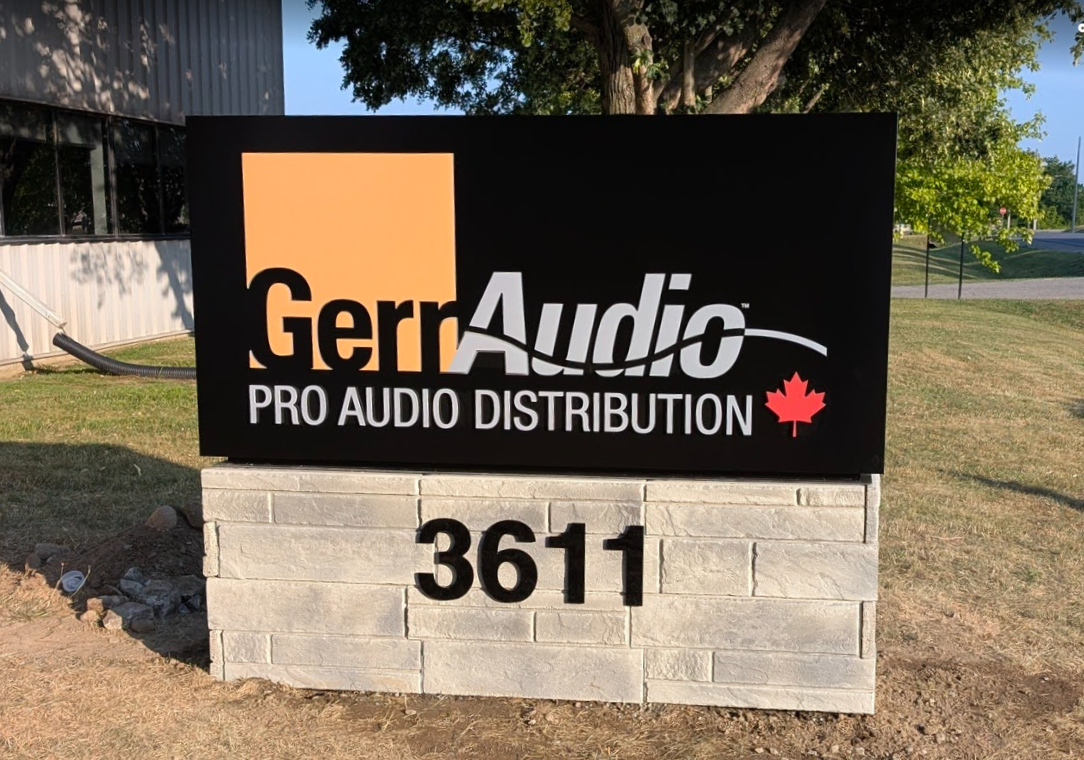 GerrAudio™
PRO AUDIO DISTRIBUTION
3611